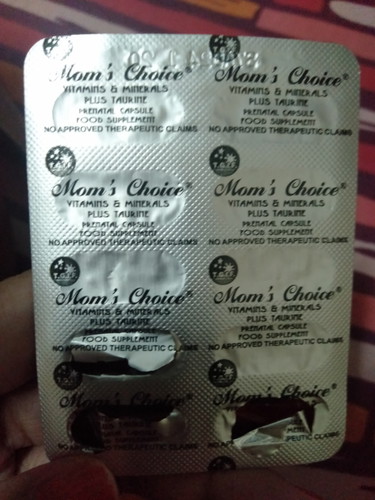 Mom's Choice®
VITAMINS & MINERALS
PLUS TAURINE
PRENATAL CAPSULE
FOOD SUPPLEMENT
NO APPROVED THERAPEUTIC CLAIMS
Mom's Choice®
VITAMINS & MINERALS
PLUS TAURINE
PRENATAL CAPSULE
FOOD SUPPLEMENT
NO APPROVED THERAPEUTIC CLAIMS
Mom's Choice®
VITAMINS & MINERALS
PLUS TAURINE
PRENATAL CAPSULE
FOOD SUPPLEMENT
NO APPROVED THERAPEUTIC CLAIMS
Mom's Choice®
VITAMINS & MINERALS
PLUS TAURINE
PRENATAL CAPSULE
FOOD SUPPLEMENT
NO APPROVED THERAPEUTIC CLAIMS
Mom's Choice®
VITAMINS & MINERALS
PLUS TAURINE
FOOD SUPPLEMENT
NO APPROVED THERAPEUTIC CLAIMS
Mom's Choice®
VITAMINS & MINERALS
PLUS TAURINE
PRENATAL CAPSULE
FOOD SUPPLEMENT
NO APPROVED THERAPEUTIC CLAIMS
Mom's Choice®
Mom's Choice®
CLAIMS